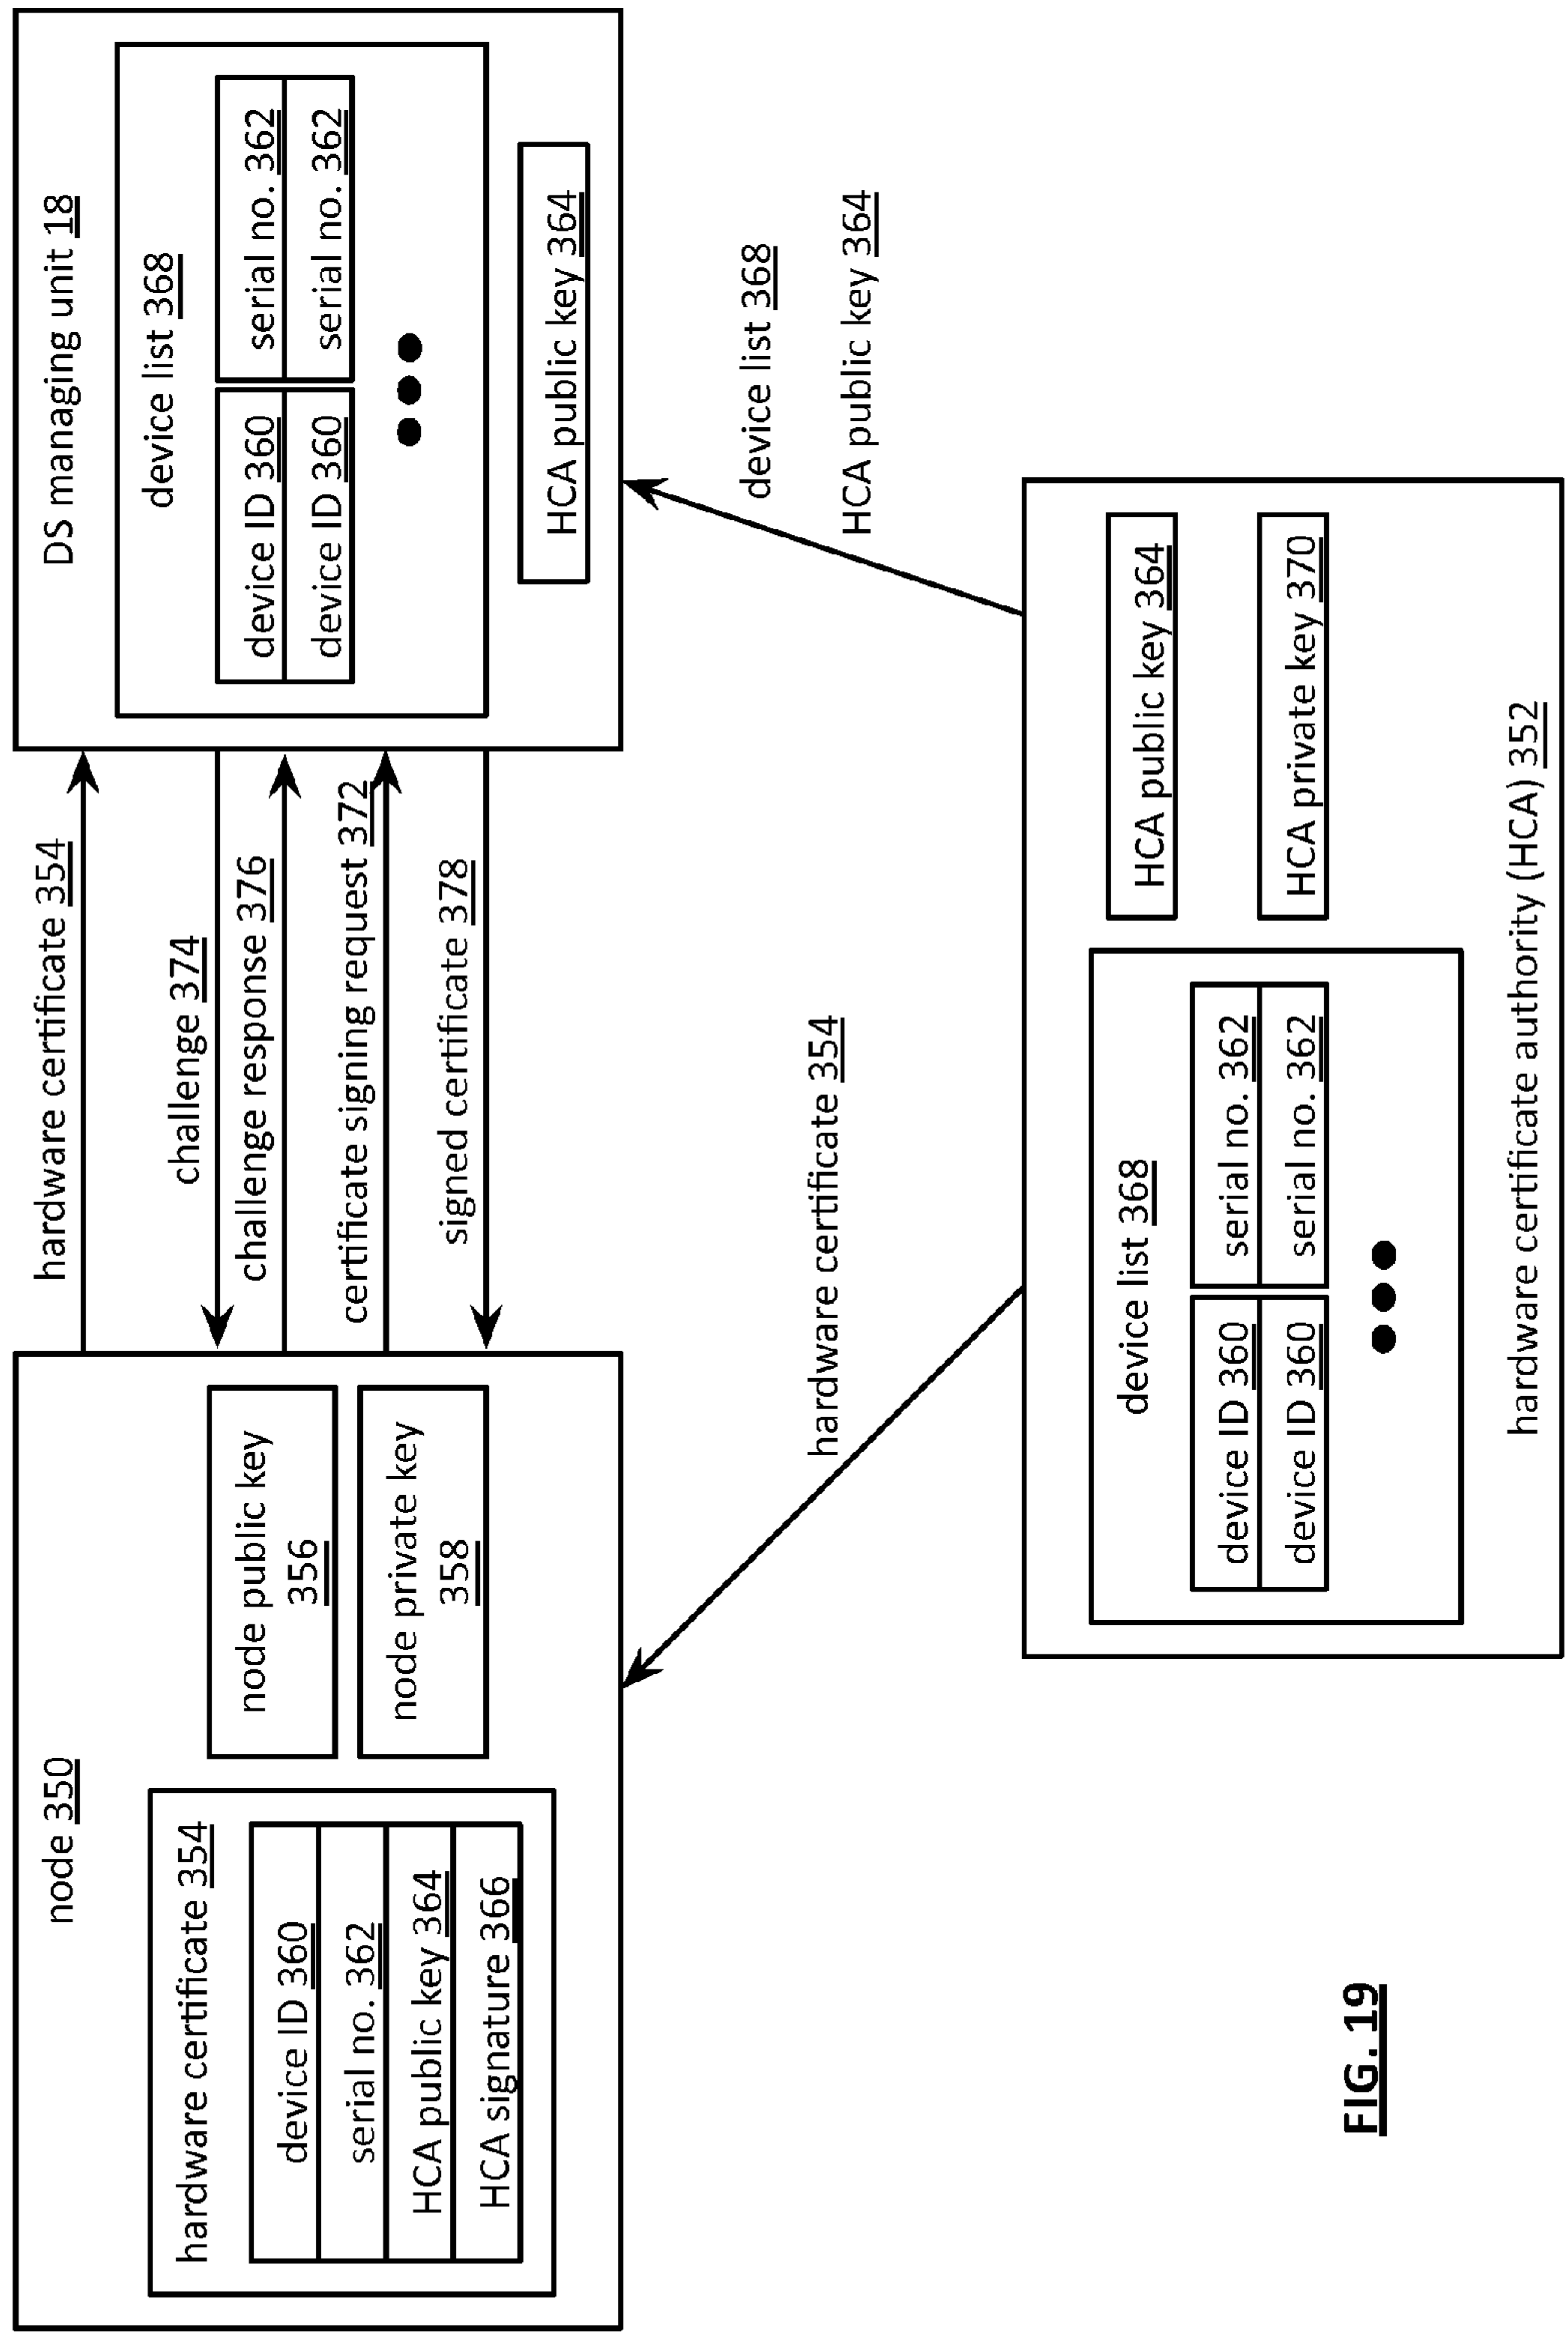 node 350
hardware certificate 354
device ID 360
serial no. 362
HCA public key 364
HCA signature 366
node public key
356
node private key
358
hardware certificate 354
challenge 374
challenge response 376
certificate signing request 372
signed certificate 378
DS managing unit 18
device list 368
device ID 360
serial no. 362
device ID 360
serial no. 362
HCA public key 364
hardware certificate 354
device list 368
HCA public key 364
device list 368
device ID 360
serial no. 362
device ID 360
serial no. 362
HCA public key 364
HCA private key 370
hardware certificate authority (HCA) 352
FIG. 19